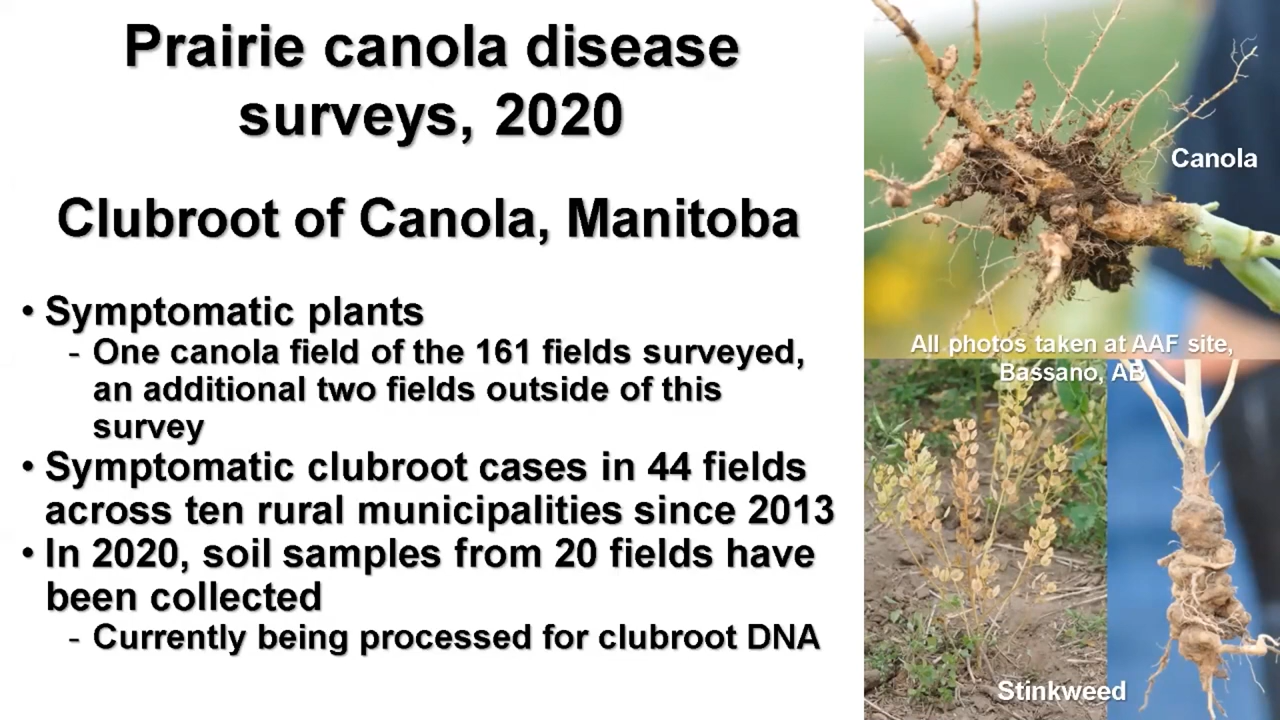 Prairie canola disease
surveys, 2020
Clubroot of Canola, Manitoba
• Symptomatic plants
- One canola field of the 161 fields surveyed,
an additional two fields outside of this
survey
• Symptomatic clubroot cases in 44 fields
across ten rural municipalities since 2013
• In 2020, soil samples from 20 fields have
been collected
- Currently being processed for clubroot DNA
Canola
All photos taken at AAF site,
Bassano, AB
Stinkweed